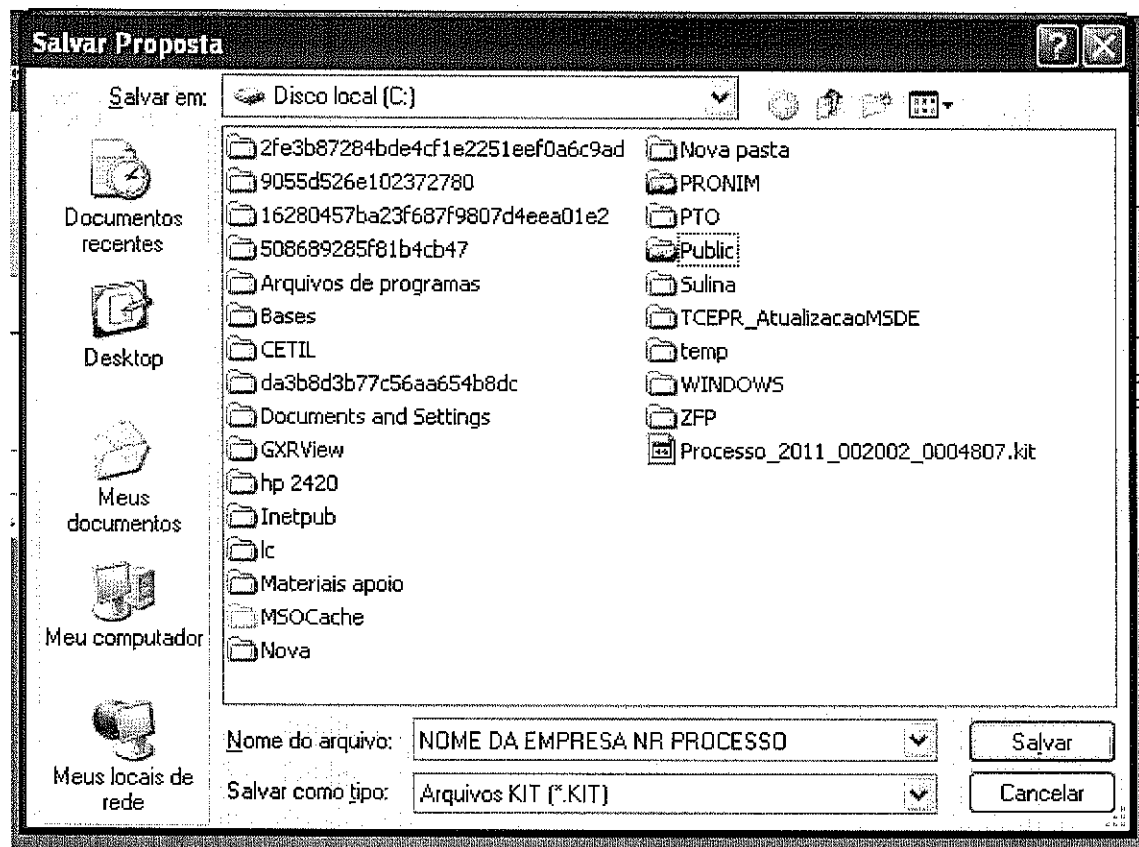 Salvar Proposta
Salvar em:
Disco local (C:)
Documentos
recentes
Desktop
Meus
documentos
Meu computador
Meus locais de
rede
2fe3b87284bde4cf1e2251eef0a6c9ad
9055d526e102372780
16280457ba23f687f9807d4eea01e2
508689285f81b4cb47
Arquivos de programas
Bases
CETIL
da3b8d3b77c56aa654b8dc
Documents and Settings
GXRView
hp 2420
Inetpub
lc
Materiais apoio
MSOCache
Nova
Nova pasta
PRONIM
PTO
Public
Sulina
TCEPR_AtualizacaoMSDE
temp
WINDOWS
ZFP
Processo_2011_002002_0004807.kit
Nome do arquivo:
NOME DA EMPRESA NR PROCESSO
Salvar
Salvar como tipo:
Arquivos KIT (*.KIT)
Cancelar